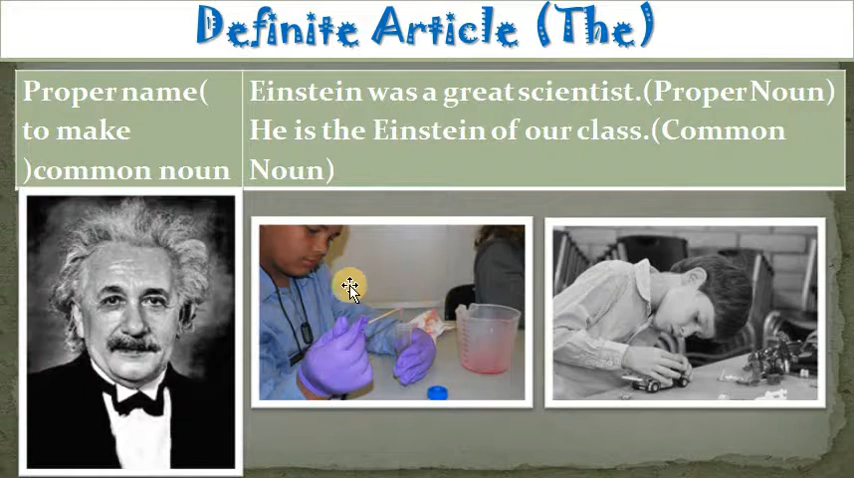 Definite Article (The)
Proper name(
to make
)common noun
Einstein was a great scientist.(Proper Noun)
He is the Einstein of our class.(Common
Noun)